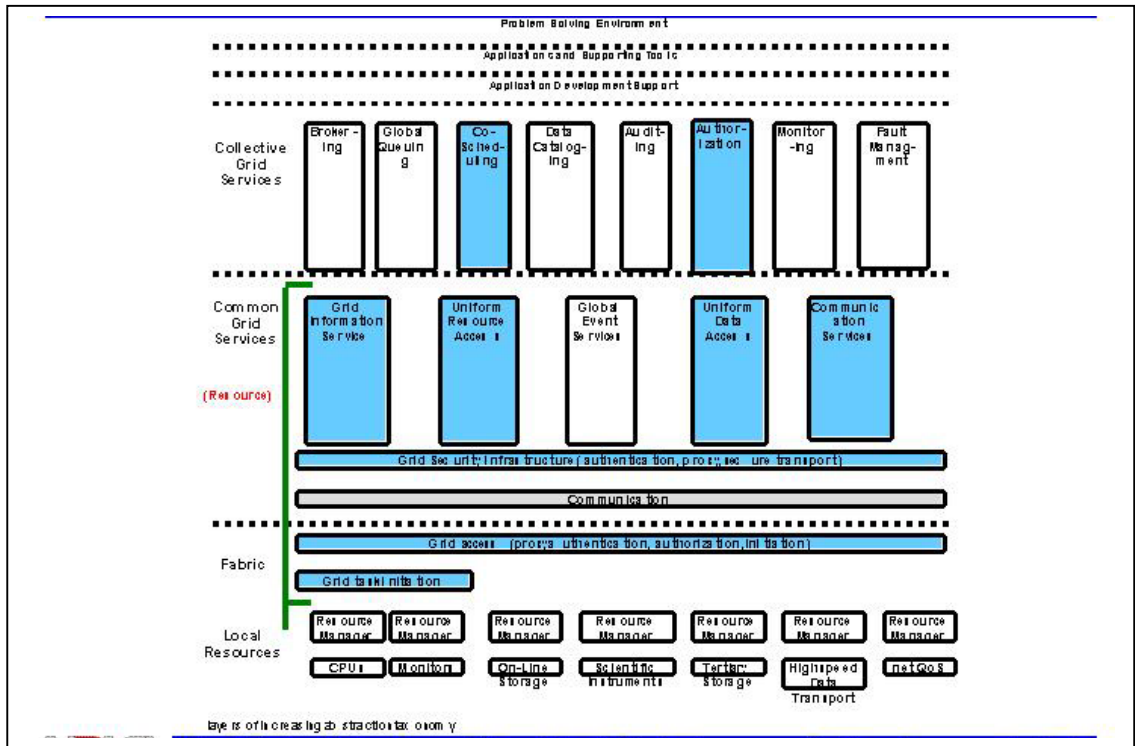 Problem Solving Environment
Applications and Supporting Tools
Application Development Support
Collective
Grid
Services
Broker-
ing
Global
Queuin
g
Co-
Sched-
uling
Data
Catalog-
ing
Audit-
ing
Author-
ization
Monitor
-ing
Fault
Manag-
ment
Common
Grid
Services
(Resource)
Grid
Information
Service
Uniform
Resource
Access
Global
Event
Services
Uniform
Data
Access
Communic
ation
Services
Grid Security Infrastructure (authentication, proxy, secure transport)
Communication
Fabric
Grid access (proxy authentication, authorization, initiation)
Grid task initiation
Local
Resources
Resource
Manager
Resource
Manager
Resource
Manager
Resource
Manager
Resource
Manager
Resource
Manager
Resource
Manager
CPUs
Monitors
On-Line
Storage
Scientific
Instruments
Tertiary
Storage
Highspeed
Data
Transport
netQoS
layers of increasing abstraction taxonomy